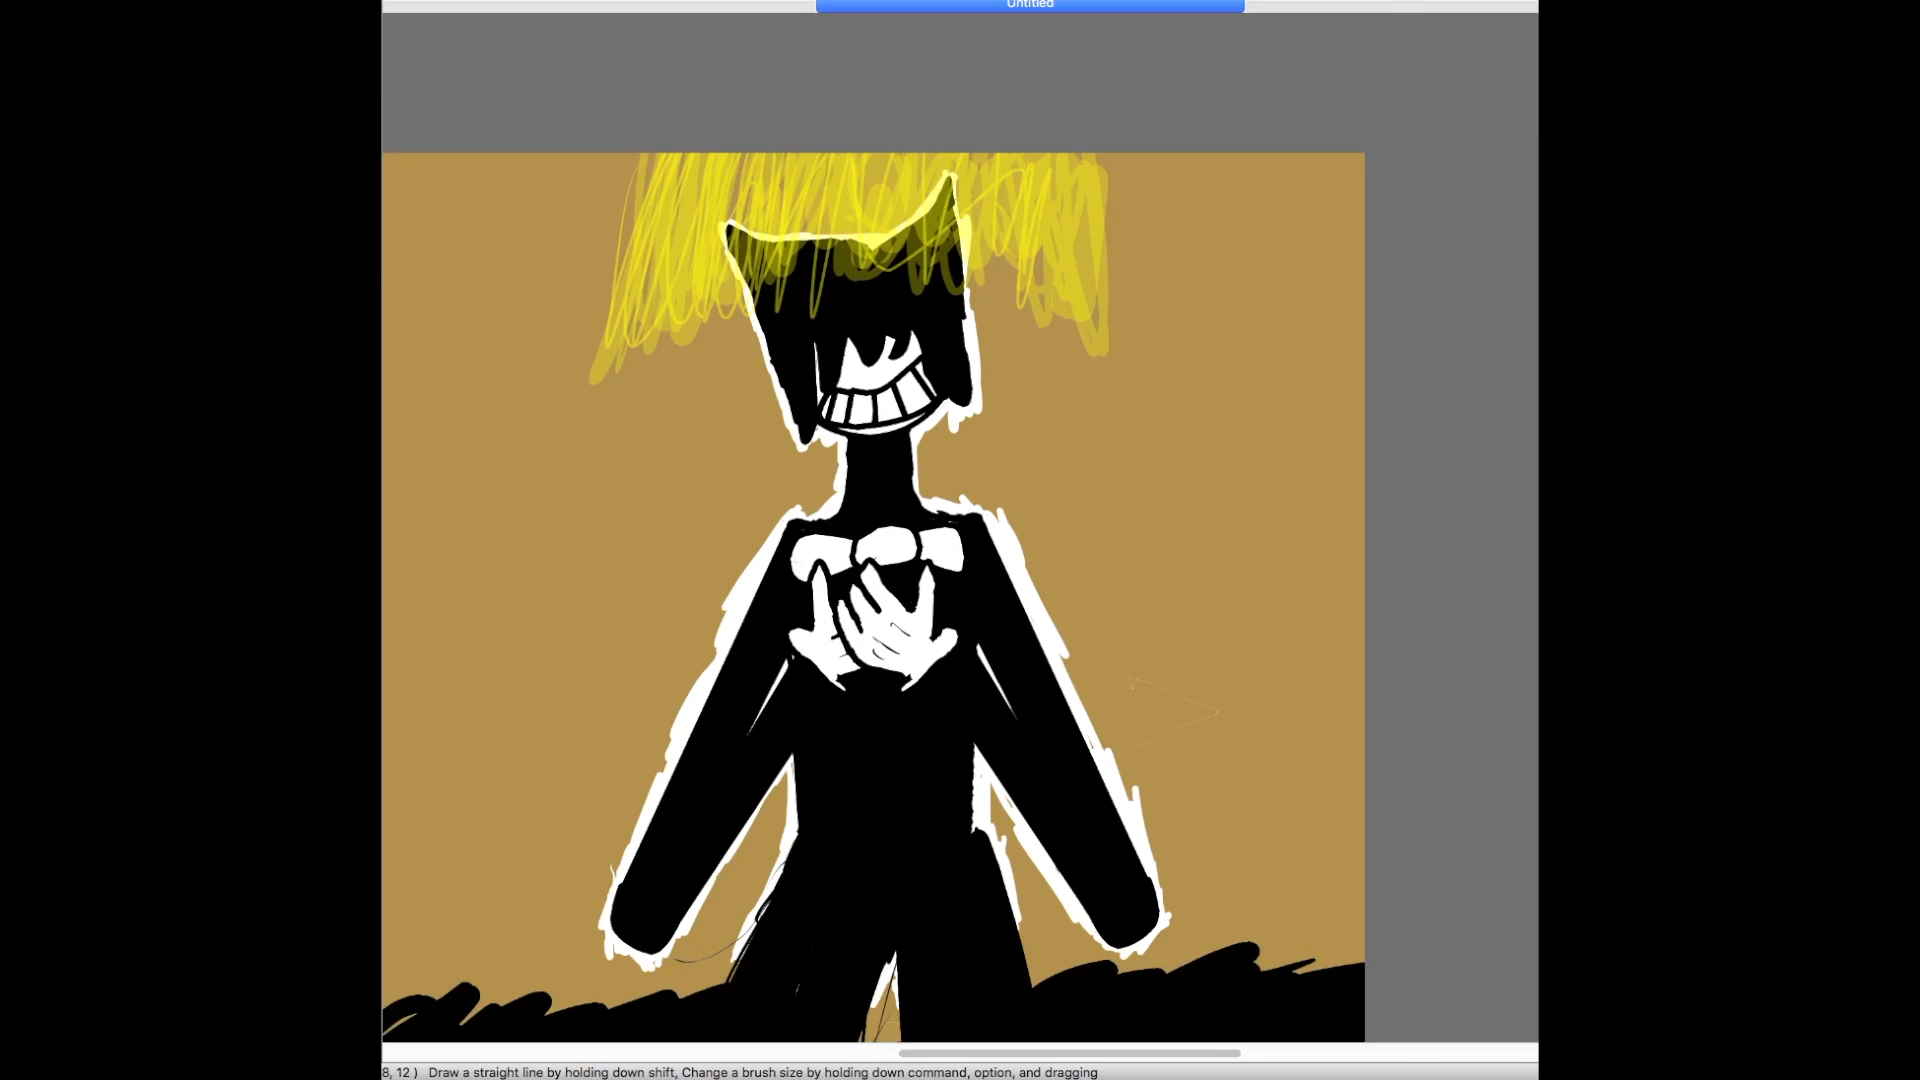 Untitled
8, 12 ) Draw a straight line by holding down shift, Change a brush size by holding down command, option, and dragging